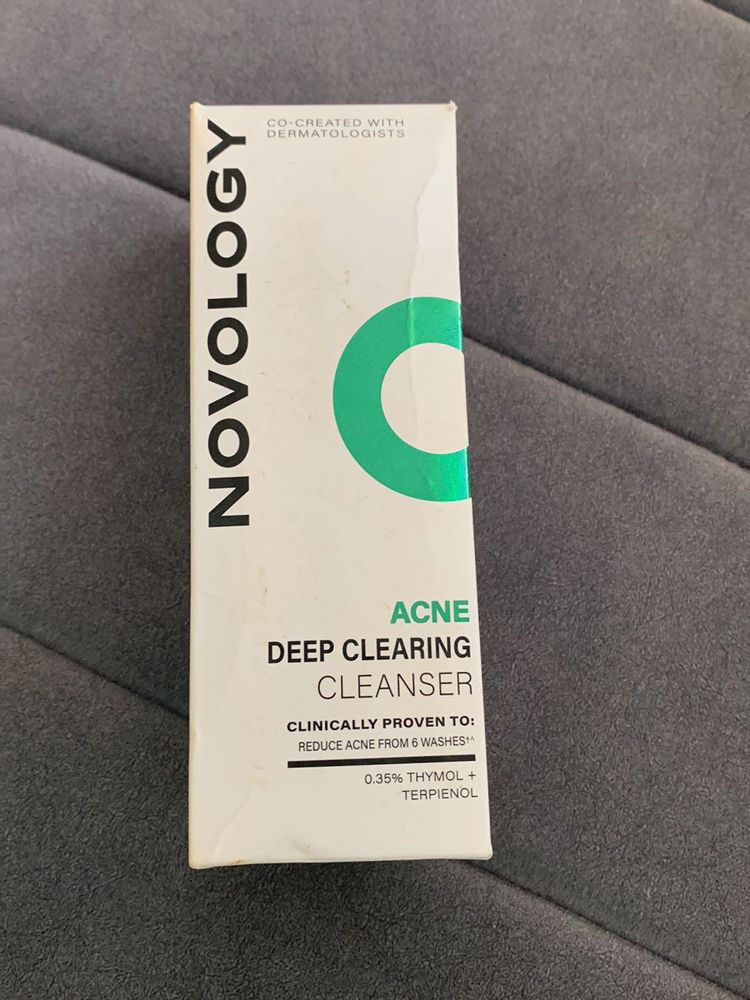 NOVOLOGY
CO-CREATED WITH
DERMATOLOGISTS
ACNE
DEEP CLEARING
CLEANSER
CLINICALLY PROVEN TO:
REDUCE ACNE FROM 6 WASHES†^
0.35% THYMOL +
TERPIENOL